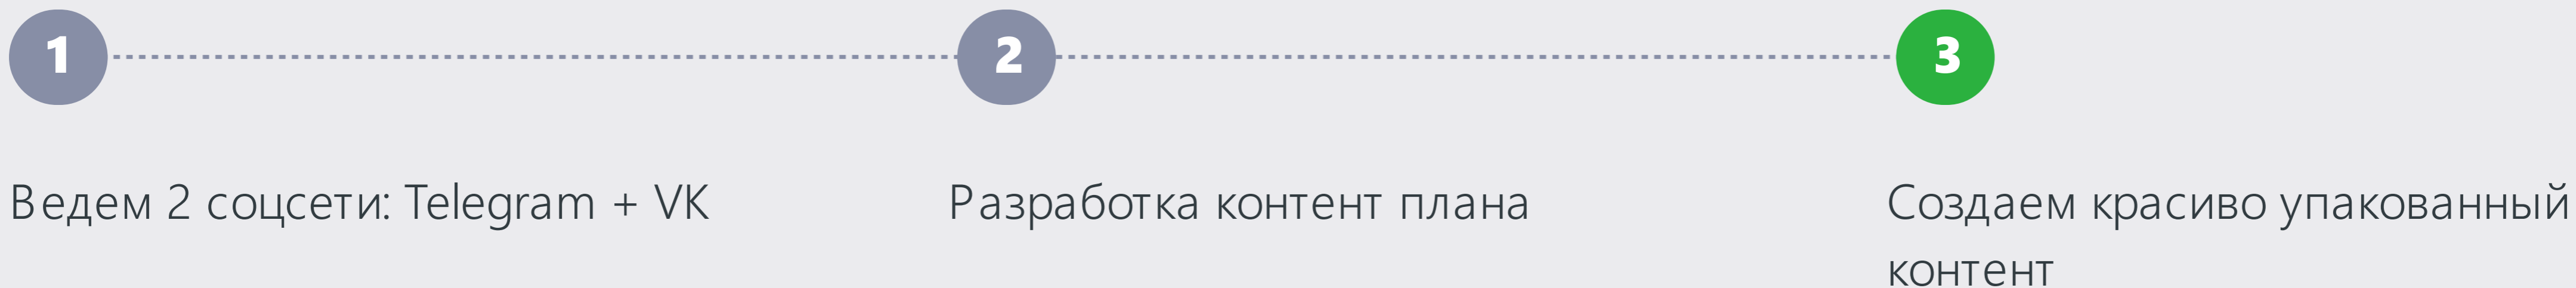 1
2
3
Ведем 2 соцсети: Telegram + VK
Разработка контент плана
Создаем красиво упакованный
контент